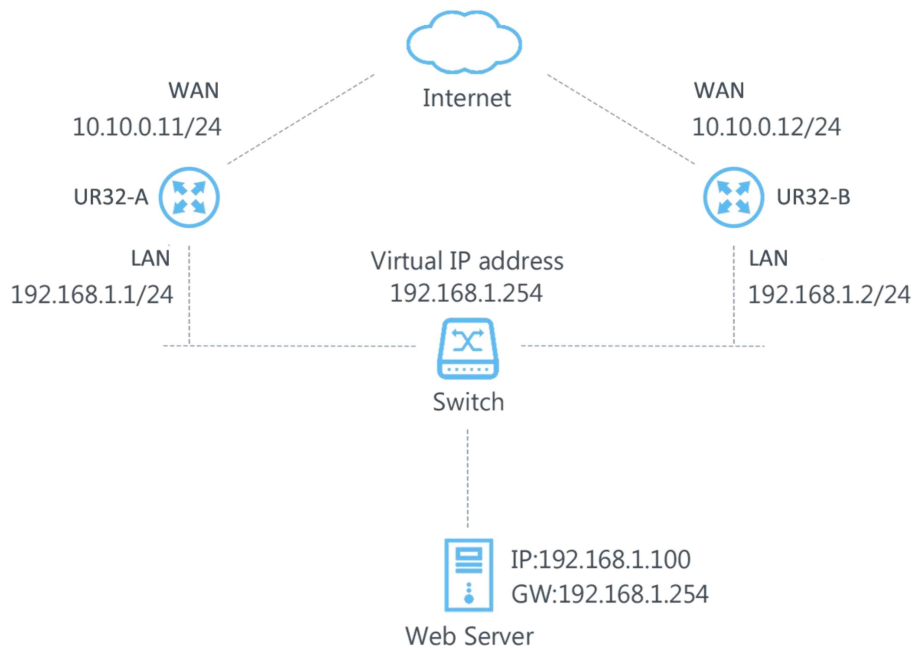 Internet
WAN
10.10.0.11/24
WAN
10.10.0.12/24
UR32-A
UR32-B
LAN
192.168.1.1/24
Virtual IP address
192.168.1.254
LAN
192.168.1.2/24
Switch
IP:192.168.1.100
GW:192.168.1.254
Web Server